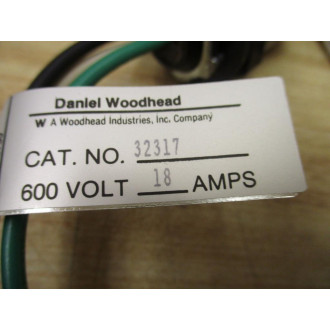 Daniel Woodhead
W A Woodhead Industries, Inc. Company
CAT. NO. 32317
600 VOLT 18 AMPS